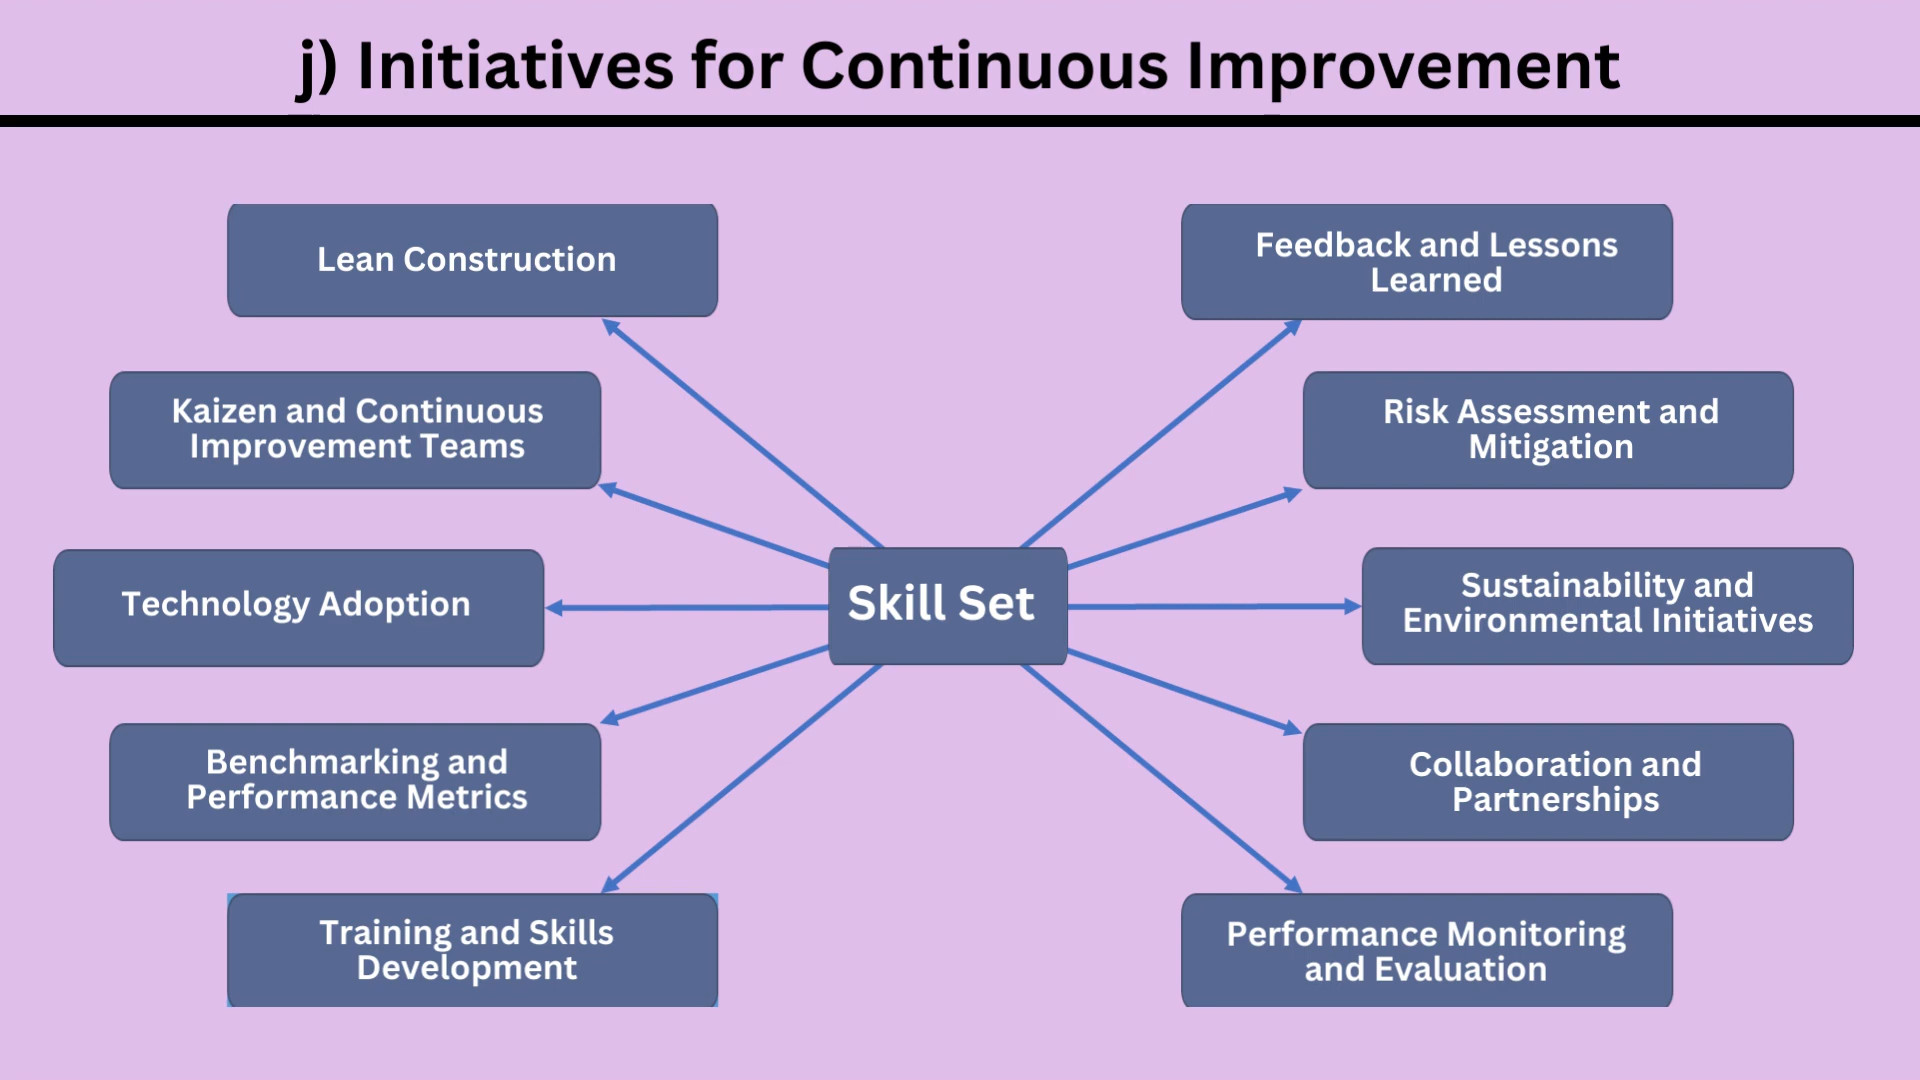 j) Initiatives for Continuous Improvement
Lean Construction
Kaizen and Continuous
Improvement Teams
Technology Adoption
Benchmarking and
Performance Metrics
Training and Skills
Development
Skill Set
Feedback and Lessons
Learned
Risk Assessment and
Mitigation
Sustainability and
Environmental Initiatives
Collaboration and
Partnerships
Performance Monitoring
and Evaluation